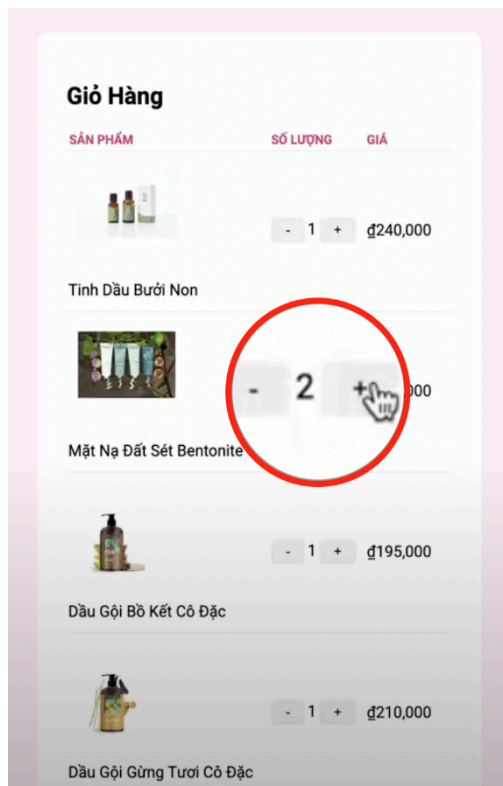 Giỏ Hàng
SẢN PHẨM SỐ LƯỢNG GIÁ
- 1 + ₫240,000
Tinh Dầu Bưởi Non
- 2 + 000
Mặt Nạ Đất Sét Bentonite
- 1 + ₫195,000
Dầu Gội Bồ Kết Cô Đặc
- 1 + ₫210,000
Dầu Gội Gừng Tươi Cô Đặc